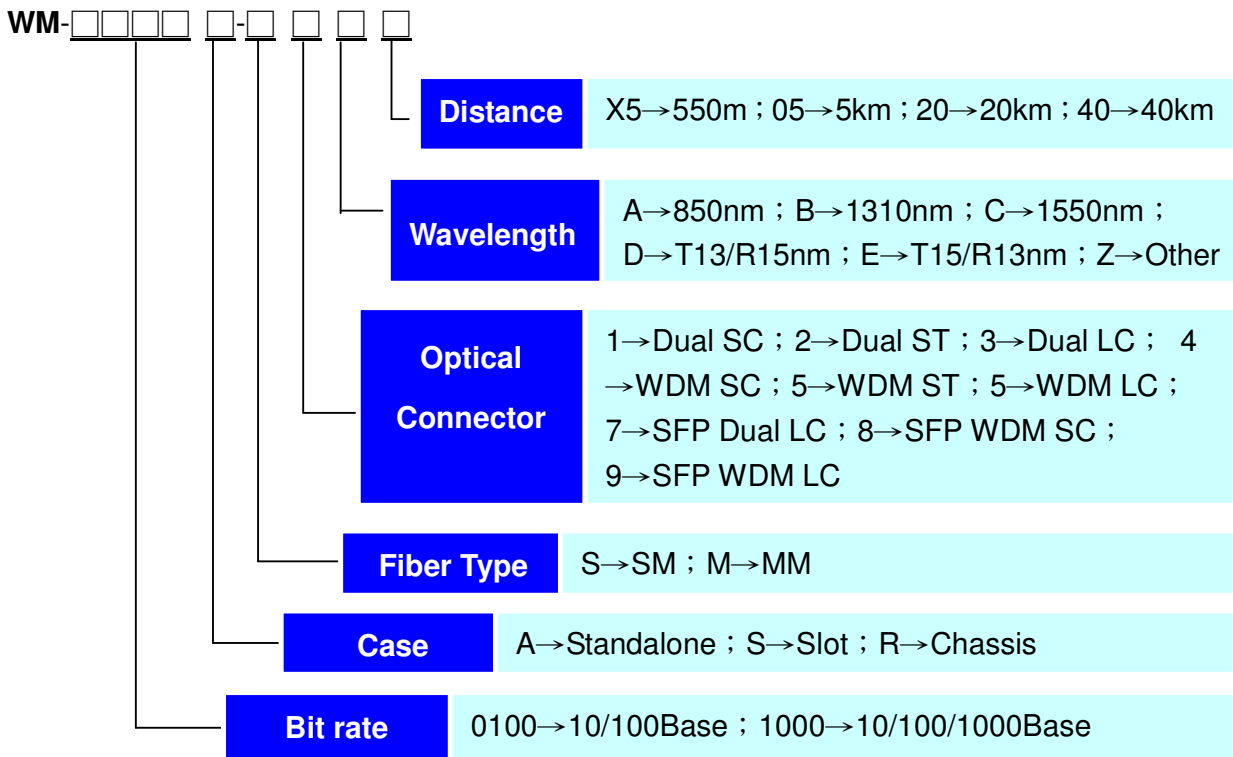 WM-□□□□ □-□ □ □ □
Distance X5→550m；05→5km；20→20km；40→40km
Wavelength A→850nm；B→1310nm；C→1550nm；
D→T13/R15nm；E→T15/R13nm；Z→Other
Optical Connector 1→Dual SC；2→Dual ST；3→Dual LC； 4
→WDM SC；5→WDM ST；5→WDM LC；
7→SFP Dual LC；8→SFP WDM SC；
9→SFP WDM LC
Fiber Type S→SM；M→MM
Case A→Standalone；S→Slot；R→Chassis
Bit rate 0100→10/100Base；1000→10/100/1000Base